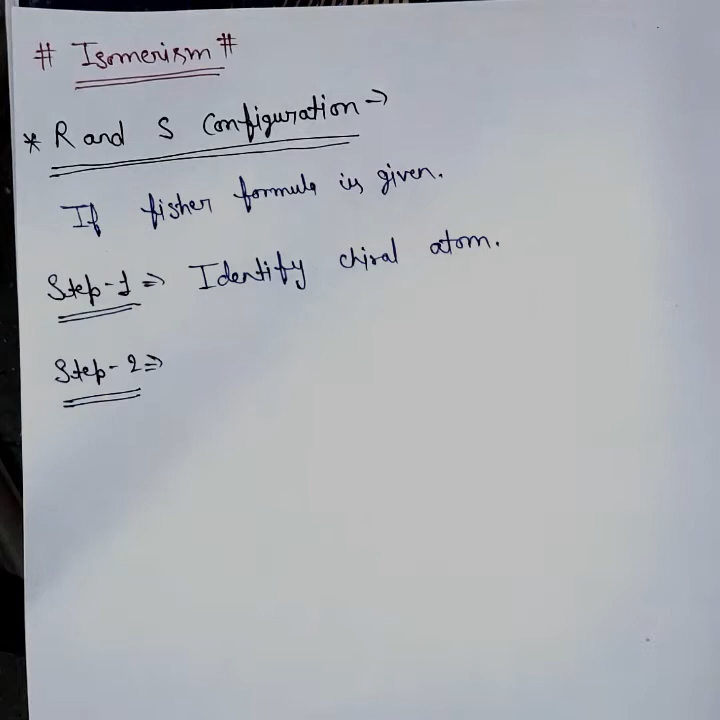 # Isomerism #
* R and S Configuration →
If fisher formula is given.
Step-1 ⇒ Identify chiral atom.
Step-2 ⇒